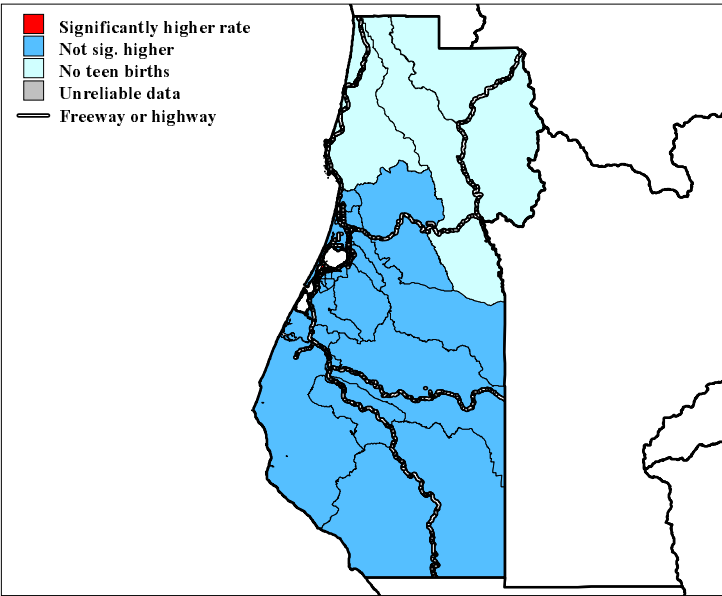 Significantly higher rate
Not sig. higher
No teen births
Unreliable data
Freeway or highway